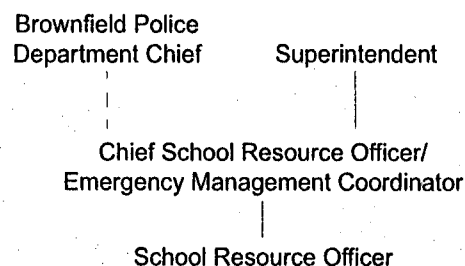 Brownfield Police
Department Chief
Superintendent
Chief School Resource Officer/
Emergency Management Coordinator
School Resource Officer